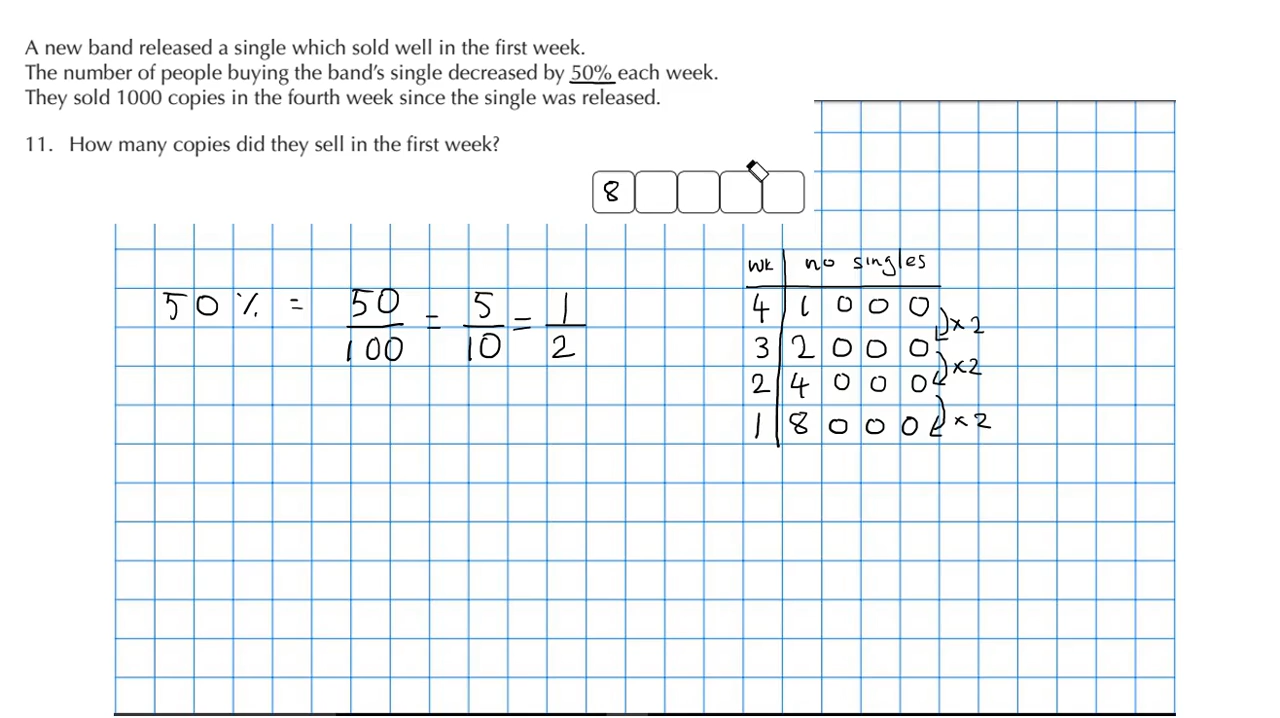 A new band released a single which sold well in the first week.
The number of people buying the band's single decreased by 50% each week.
They sold 1000 copies in the fourth week since the single was released.
11. How many copies did they sell in the first week?
8
50% = 50/100 = 5/10 = 1/2
wk no singles
4 1000
×2
3 2000
×2
2 4000
×2
1 8000